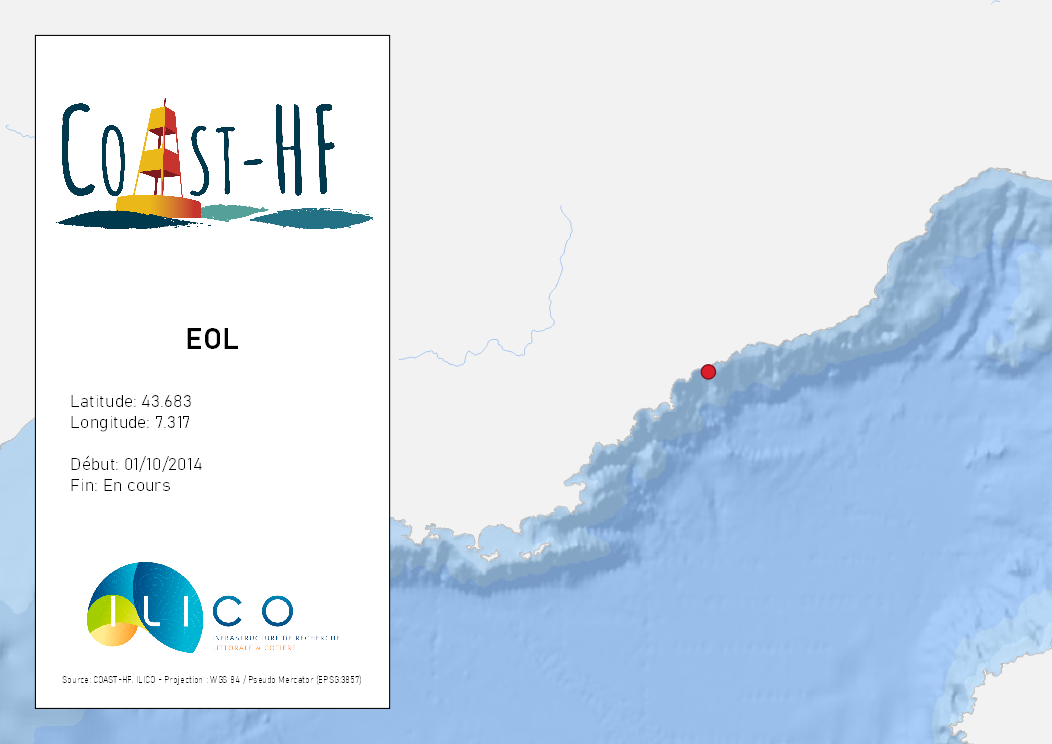 COAST-HF
EOL
Latitude: 43.683
Longitude: 7.317
Début: 01/10/2014
Fin: En cours
ILICO
INFRASTRUCTURE DE RECHERCHE
LITTORALE & COTIERE
Source: COAST-HF, ILICO - Projection : WGS 84 / Pseudo Mercator (EPSG:3857)